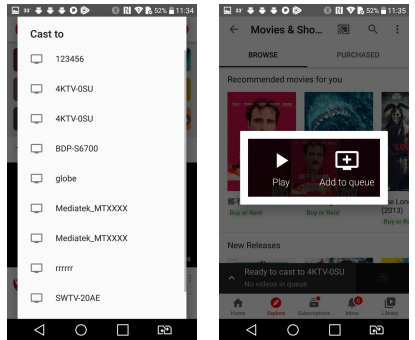 33°
52%
11:34
Cast to
123456
4KTV-0SU
4KTV-0SU
BDP-S6700
globe
Mediatek_MTXXXX
Mediatek_MTXXXX
rrrrrr
SWTV-20AE
33°
52%
11:35
Movies & Sho...
BROWSE
PURCHASED
Recommended movies for you
Play
Add to queue
(2013)
Buy or Rent
Buy or Rent
New Releases
Ready to cast to 4KTV-0SU
No videos in queue
Home
Explore
Subscriptions
Inbox
Library